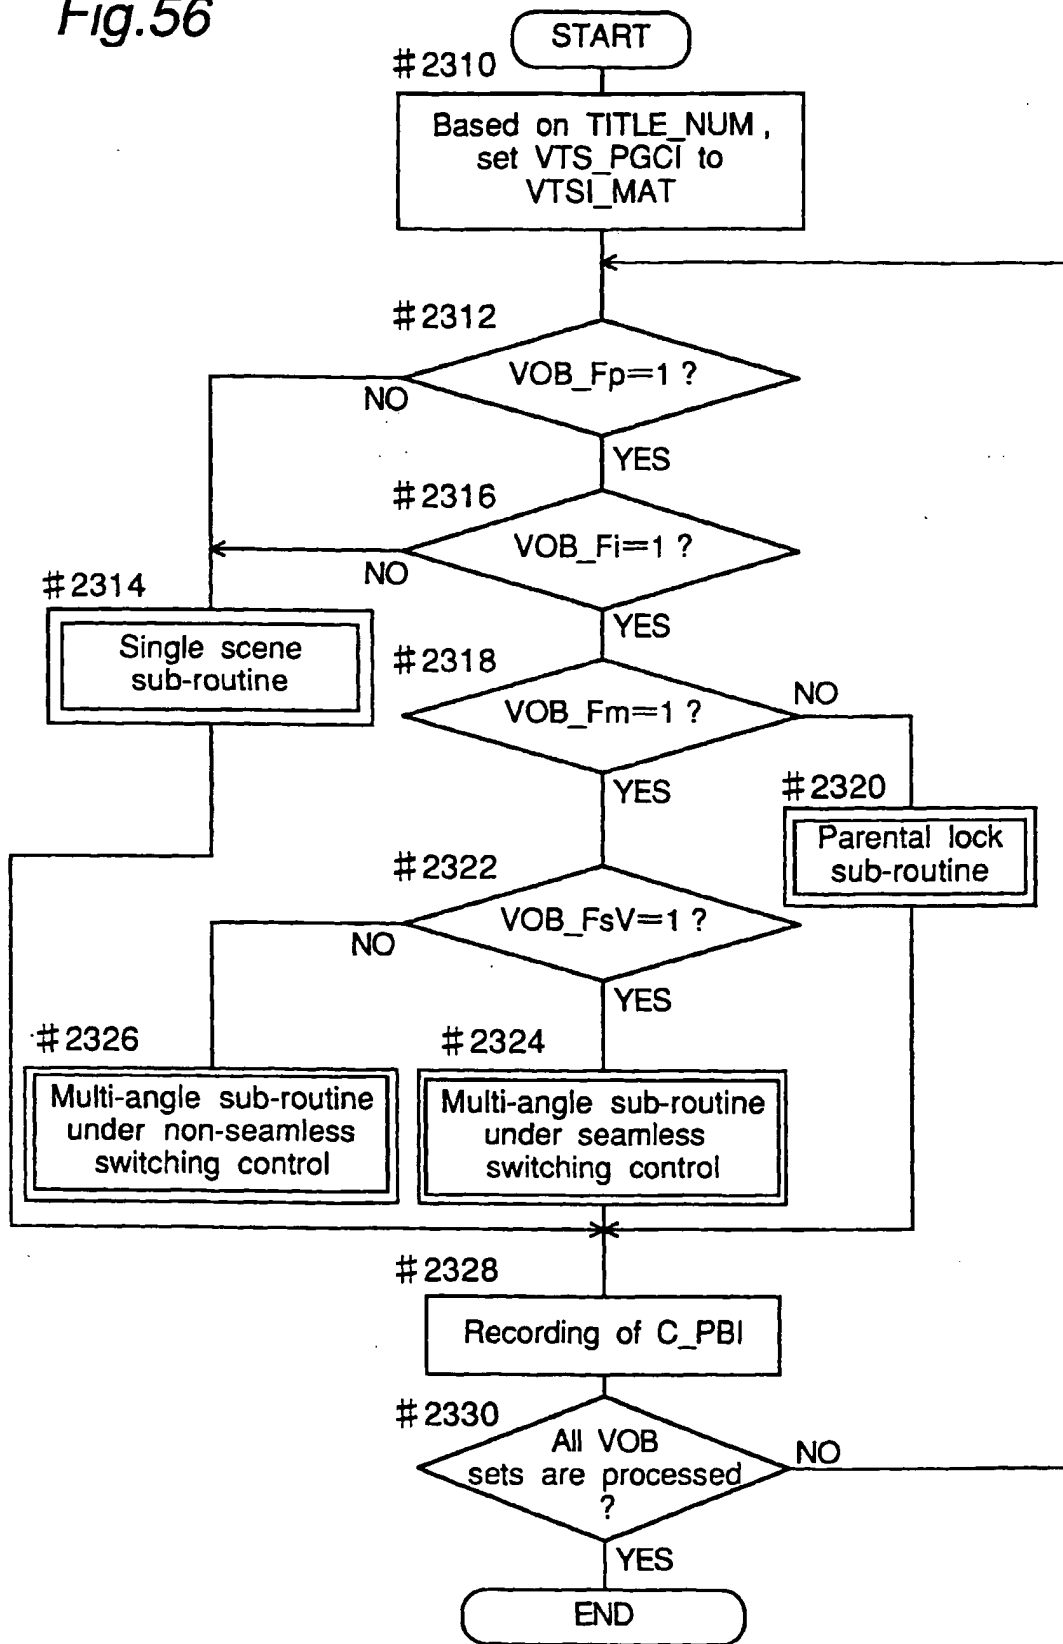 Fig.56
START
#2310
Based on TITLE_NUM,
set VTS_PGCI to
VTSI_MAT
#2312
VOB_Fp=1 ?
NO
YES
#2316
VOB_Fi=1 ?
NO
YES
#2314
Single scene
sub-routine
#2318
VOB_Fm=1 ?
NO
YES
#2320
Parental lock
sub-routine
#2322
VOB_FsV=1 ?
NO
YES
#2326
Multi-angle sub-routine
under non-seamless
switching control
#2324
Multi-angle sub-routine
under seamless
switching control
#2328
Recording of C_PBI
#2330
All VOB
sets are processed
?
NO
YES
END